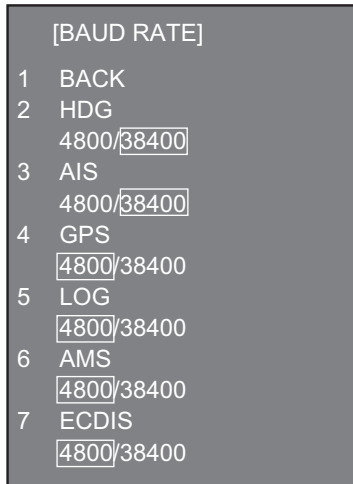 [BAUD RATE]
1 BACK
2 HDG
4800/38400
3 AIS
4800/38400
4 GPS
4800/38400
5 LOG
4800/38400
6 AMS
4800/38400
7 ECDIS
4800/38400